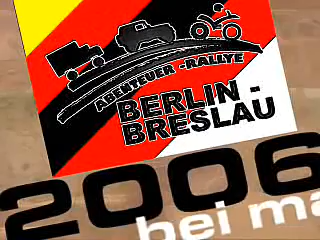 ABENTEUER - RALLYE
BERLIN -
BRESLAU
2006
bei ma